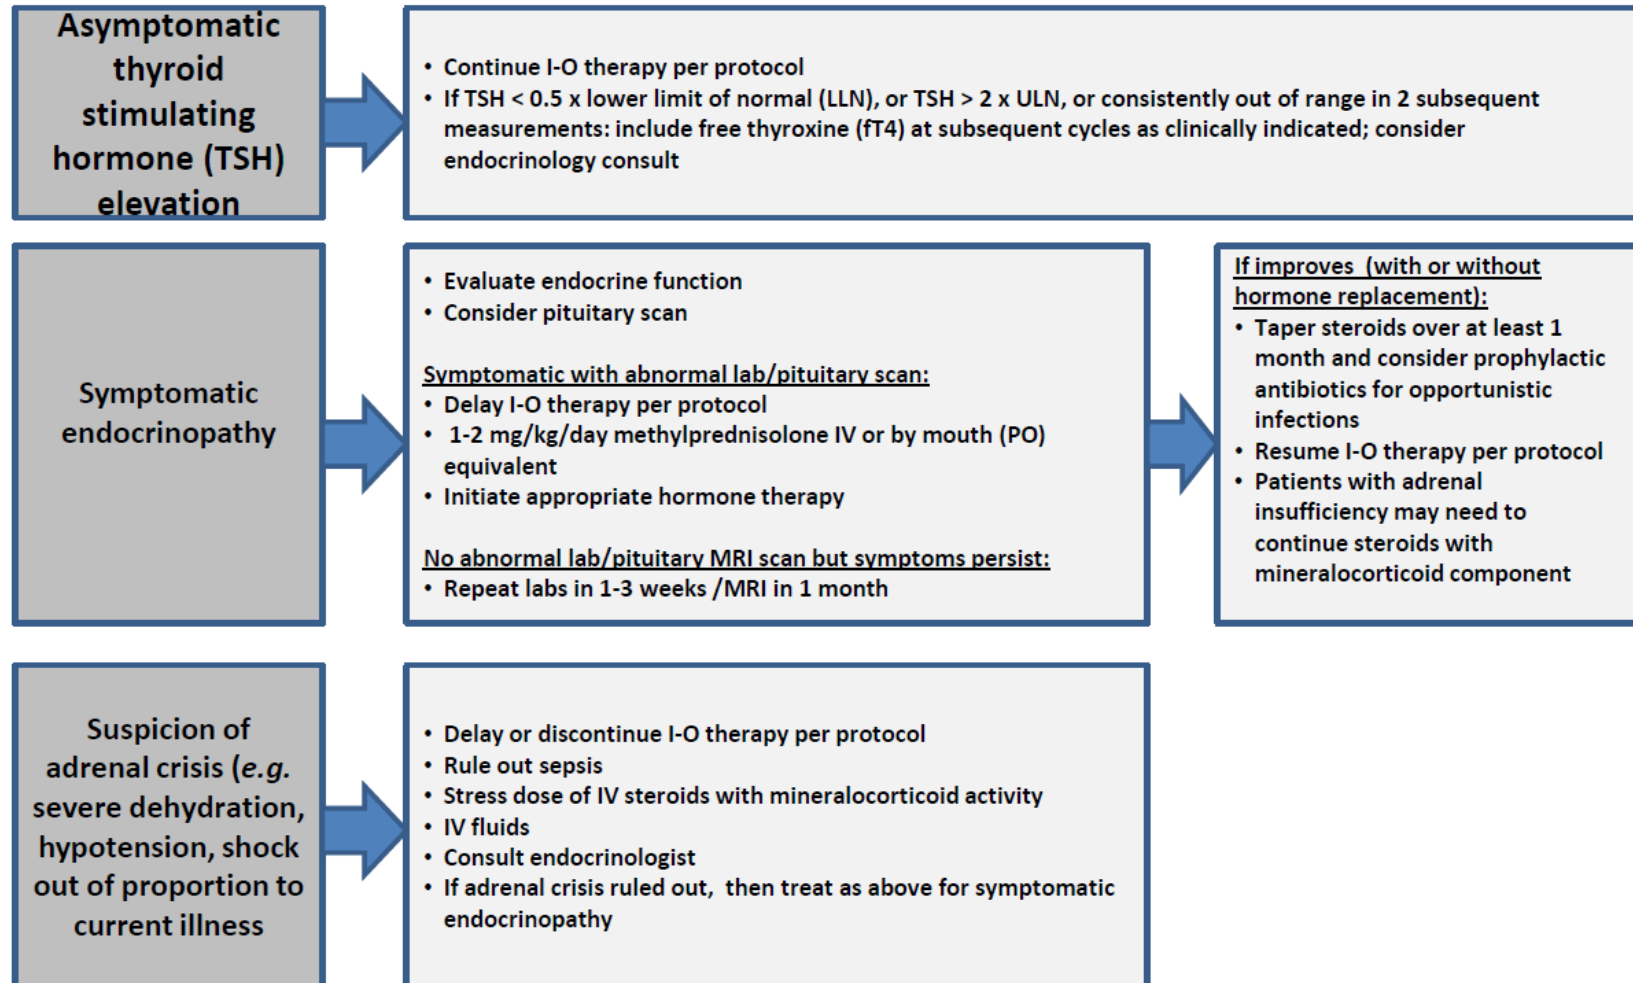 Asymptomatic
thyroid
stimulating
hormone (TSH)
elevation
• Continue I-O therapy per protocol
• If TSH < 0.5 x lower limit of normal (LLN), or TSH > 2 x ULN, or consistently out of range in 2 subsequent
measurements: include free thyroxine (fT4) at subsequent cycles as clinically indicated; consider
endocrinology consult
Symptomatic
endocrinopathy
• Evaluate endocrine function
• Consider pituitary scan
Symptomatic with abnormal lab/pituitary scan:
• Delay I-O therapy per protocol
• 1-2 mg/kg/day methylprednisolone IV or by mouth (PO)
equivalent
• Initiate appropriate hormone therapy
No abnormal lab/pituitary MRI scan but symptoms persist:
• Repeat labs in 1-3 weeks /MRI in 1 month
If improves (with or without
hormone replacement):
• Taper steroids over at least 1
month and consider prophylactic
antibiotics for opportunistic
infections
• Resume I-O therapy per protocol
• Patients with adrenal
insufficiency may need to
continue steroids with
mineralocorticoid component
Suspicion of
adrenal crisis (e.g.
severe dehydration,
hypotension, shock
out of proportion to
current illness
• Delay or discontinue I-O therapy per protocol
• Rule out sepsis
• Stress dose of IV steroids with mineralocorticoid activity
• IV fluids
• Consult endocrinologist
• If adrenal crisis ruled out, then treat as above for symptomatic
endocrinopathy